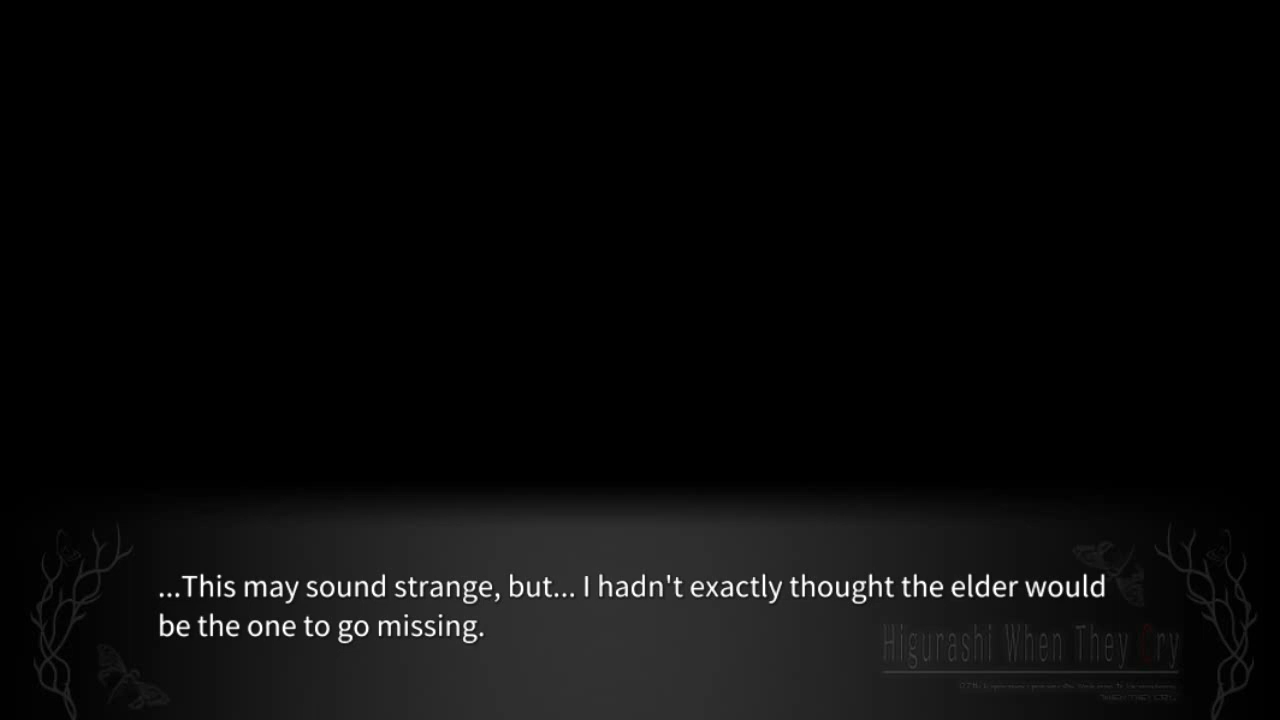 ...This may sound strange, but... I hadn't exactly thought the elder would
be the one to go missing.
Higurashi When They Cry